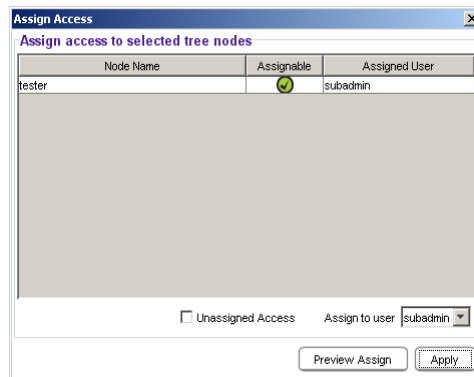 Assign Access
Assign access to selected tree nodes
Node Name Assignable Assigned User
tester subadmin
Unassigned Access Assign to user subadmin
Preview Assign Apply